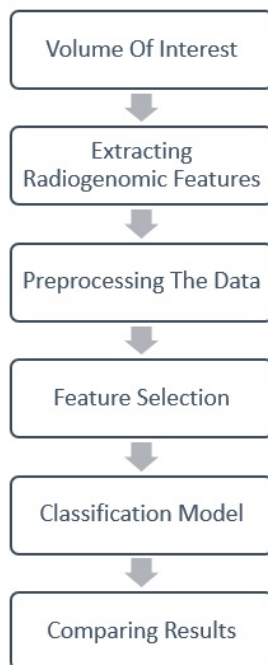 Volume Of Interest
Extracting
Radiogenomic Features
Preprocessing The Data
Feature Selection
Classification Model
Comparing Results